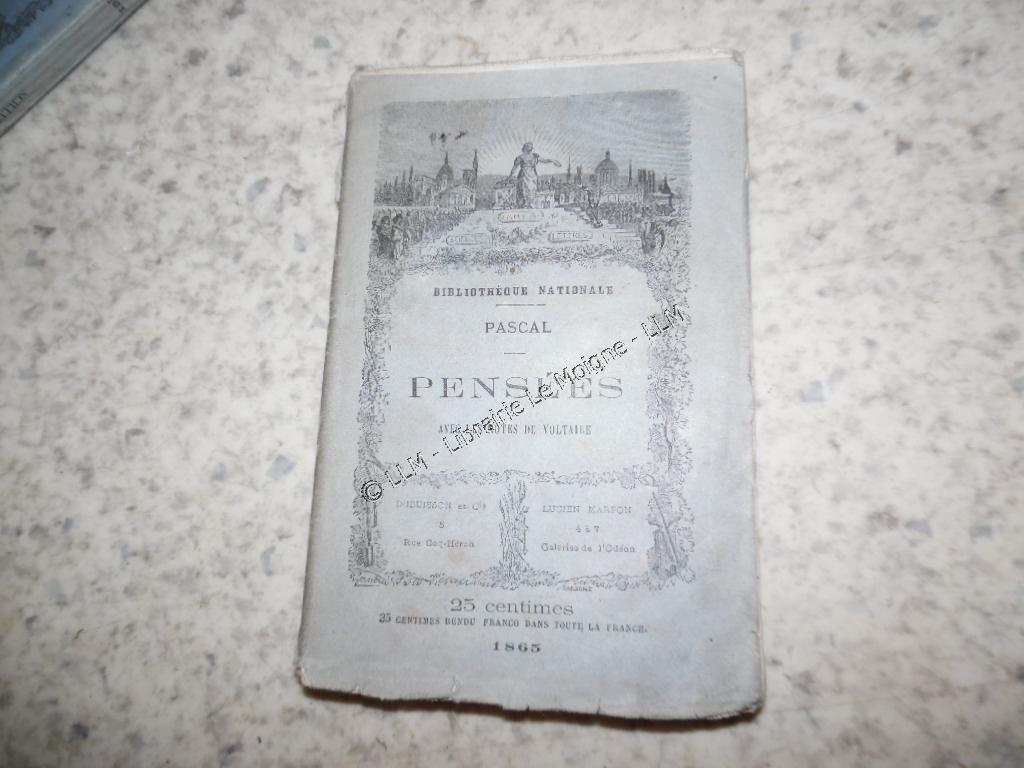 ARTS
LETTRES
BIBLIOTHÈQUE NATIONALE
PASCAL
PENSÉES
AVEC LES NOTES DE VOLTAIRE
© LLM - Librairie Le Moigne - LLM
DUBUISSON et Cie
5
Rue Coq-Héron
LUCIEN MARPON
4 à 7
Galeries de l'Odéon
25 centimes
35 CENTIMES RENDU FRANCO DANS TOUTE LA FRANCE.
1865